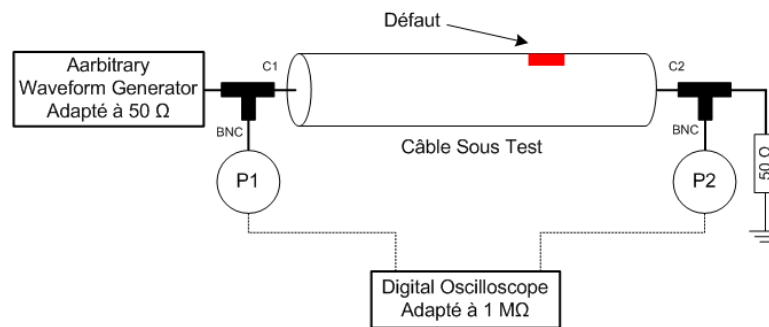 Défaut
Aarbitrary
Waveform Generator
Adapté à 50 Ω
C1
C2
BNC
BNC
Câble Sous Test
P1
P2
50 Ω
Digital Oscilloscope
Adapté à 1 MΩ